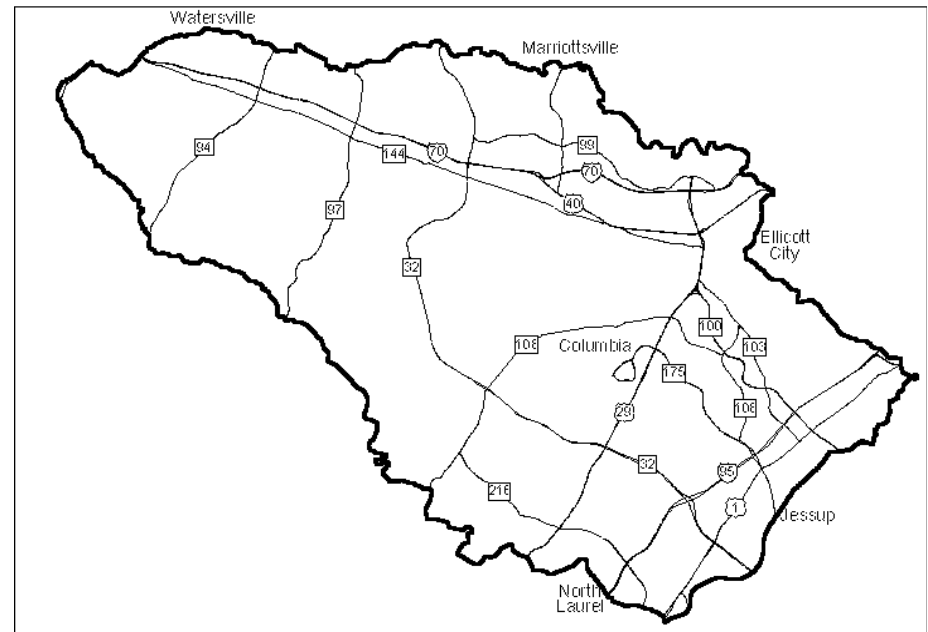 Watersville
Marriottsville
94
144
70
99
70
40
97
Ellicott
City
32
100
108
Columbia
103
175
108
29
32
95
216
1
Jessup
North
Laurel